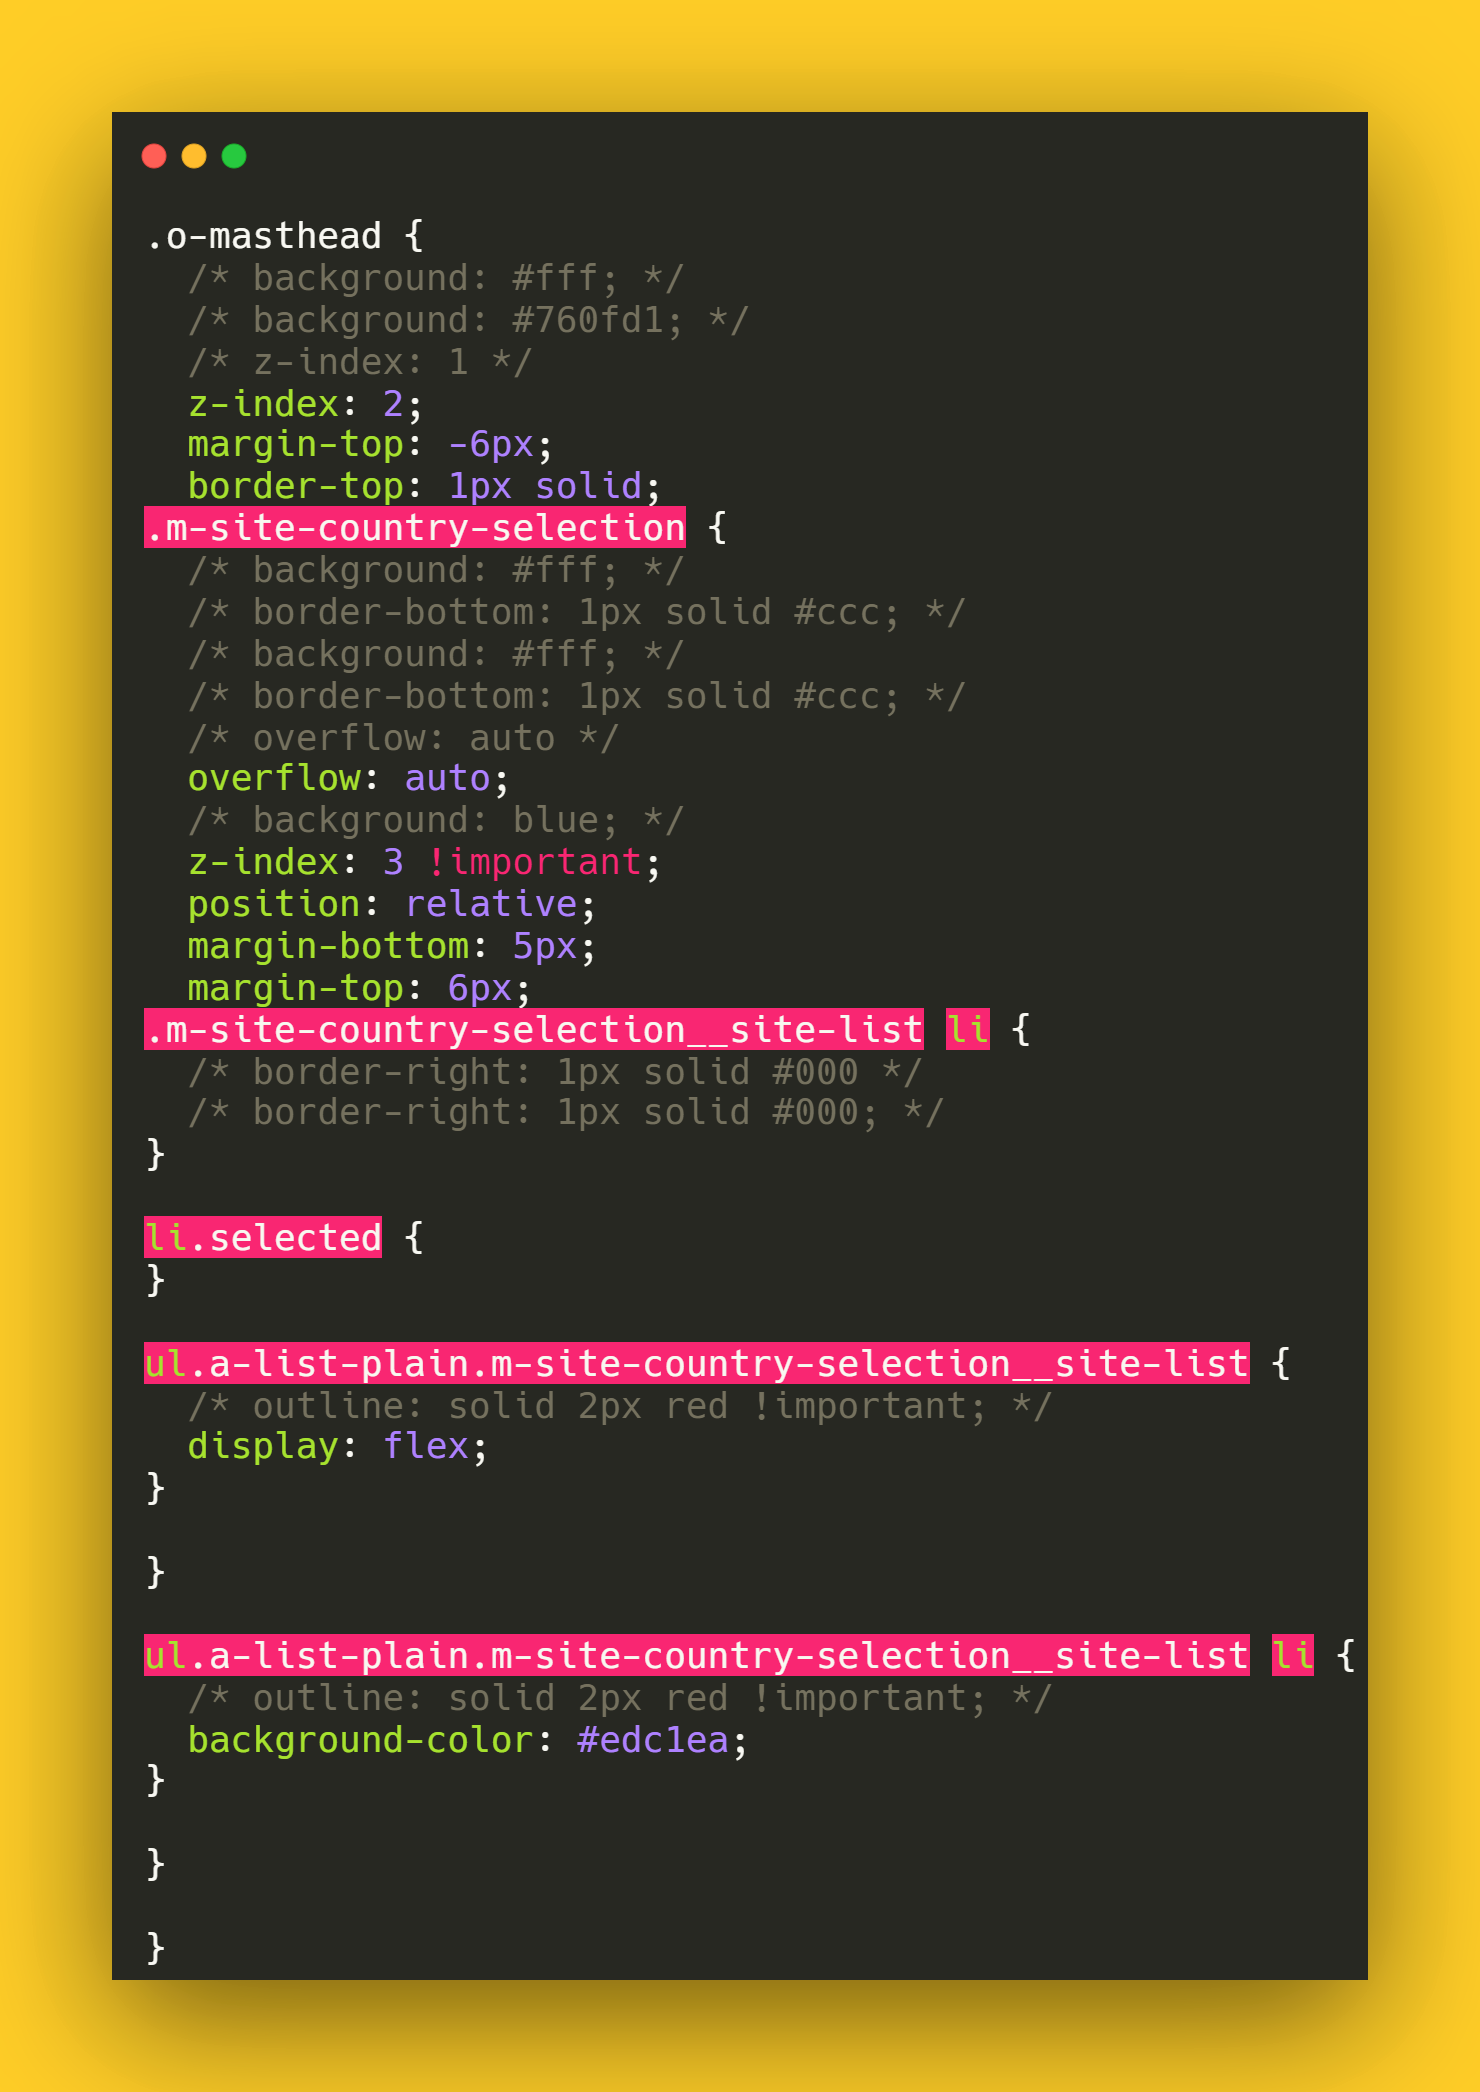 .o-masthead {
  /* background: #fff; */
  /* background: #760fd1; */
  /* z-index: 1 */
  z-index: 2;
  margin-top: -6px;
  border-top: 1px solid;
.m-site-country-selection {
  /* background: #fff; */
  /* border-bottom: 1px solid #ccc; */
  /* background: #fff; */
  /* border-bottom: 1px solid #ccc; */
  /* overflow: auto */
  overflow: auto;
  /* background: blue; */
  z-index: 3 !important;
  position: relative;
  margin-bottom: 5px;
  margin-top: 6px;
.m-site-country-selection__site-list li {
  /* border-right: 1px solid #000 */
  /* border-right: 1px solid #000; */
}
li.selected {
}
ul.a-list-plain.m-site-country-selection__site-list {
  /* outline: solid 2px red !important; */
  display: flex;
}
}
ul.a-list-plain.m-site-country-selection__site-list li {
  /* outline: solid 2px red !important; */
  background-color: #edc1ea;
}
}
}